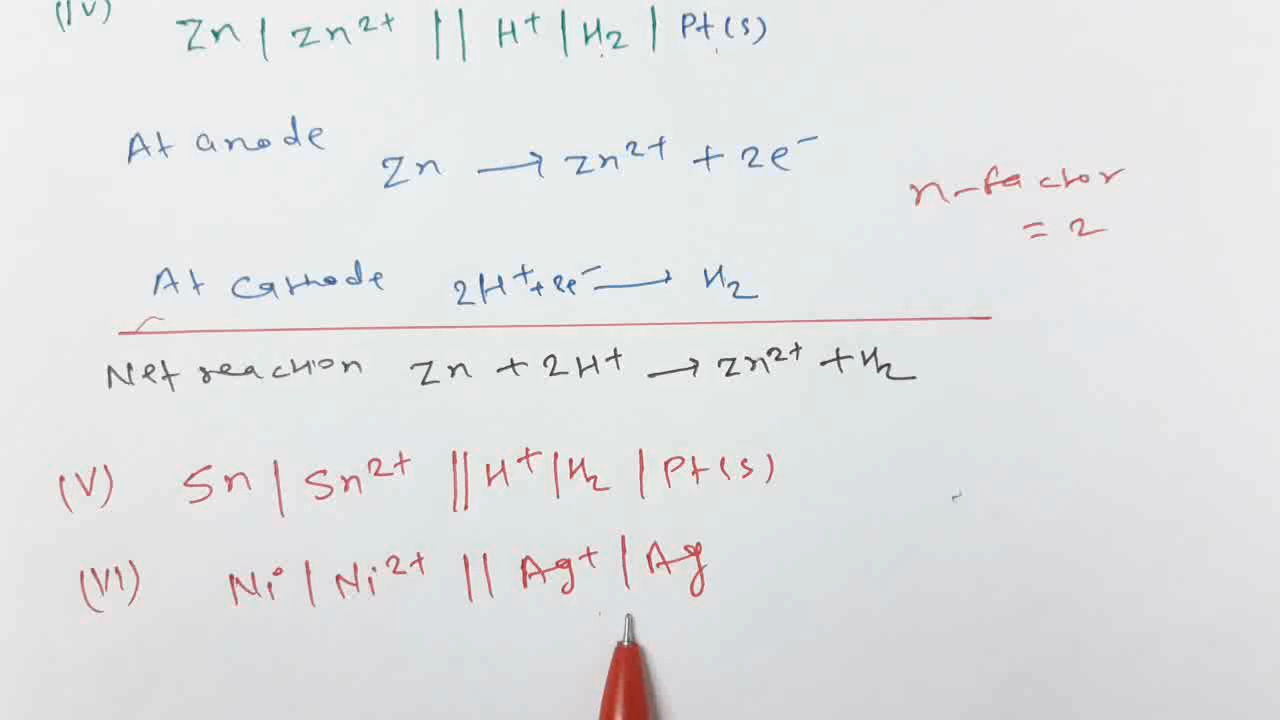 (IV) Zn | Zn²⁺ || H⁺ | H₂ | Pt(s)
At anode Zn → Zn²⁺ + 2e⁻
n-factor
= 2
At cathode 2H⁺ + 2e⁻ → H₂
Net reaction Zn + 2H⁺ → Zn²⁺ + H₂
(V) Sn | Sn²⁺ || H⁺ | H₂ | Pt(s)
(VI) Ni | Ni²⁺ || Ag⁺ | Ag